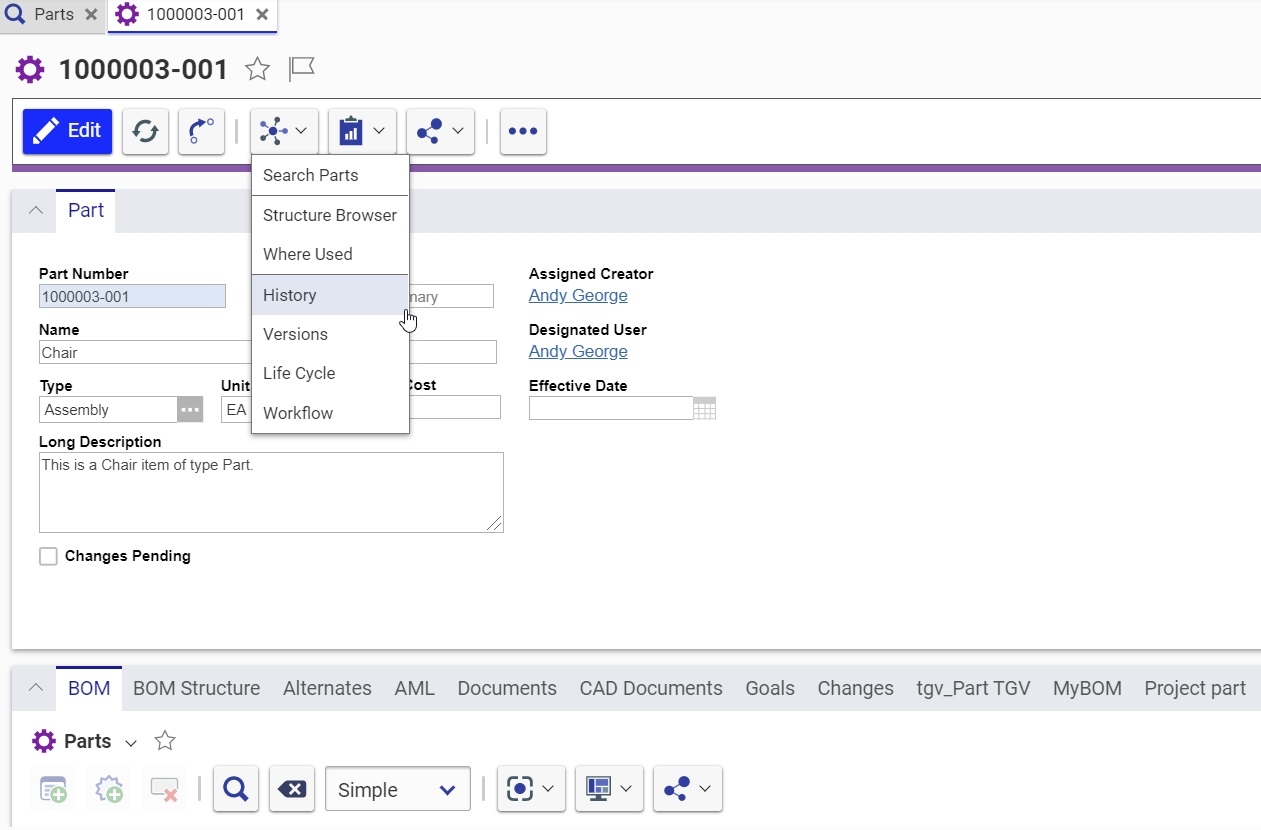 Parts 1000003-001
1000003-001
Edit
Search Parts
Structure Browser
Where Used
History
Versions
Life Cycle
Workflow
Part
Part Number
1000003-001
Name
Chair
Type
Assembly
Unit
EA
Cost
Long Description
This is a Chair item of type Part.
Changes Pending
Assigned Creator
Andy George
Designated User
Andy George
Effective Date
BOM BOM Structure Alternates AML Documents CAD Documents Goals Changes tgv_Part TGV MyBOM Project part
Parts
Simple